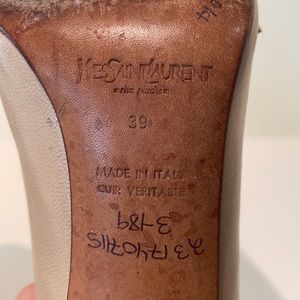 YVESSAINTLAURENT
rive gauche
39
MADE IN ITALY
CUIR VERITABLE
3-189